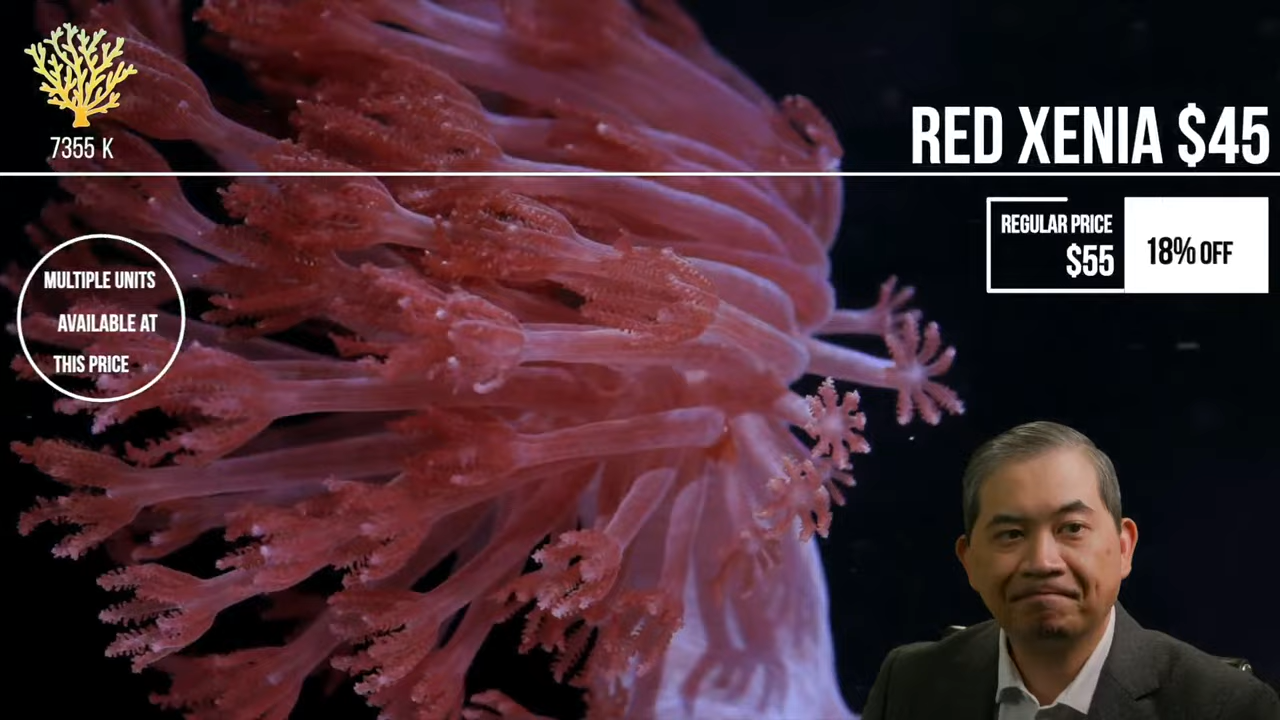 7355 K
RED XENIA $45
REGULAR PRICE
$55
18% OFF
MULTIPLE UNITS
AVAILABLE AT
THIS PRICE